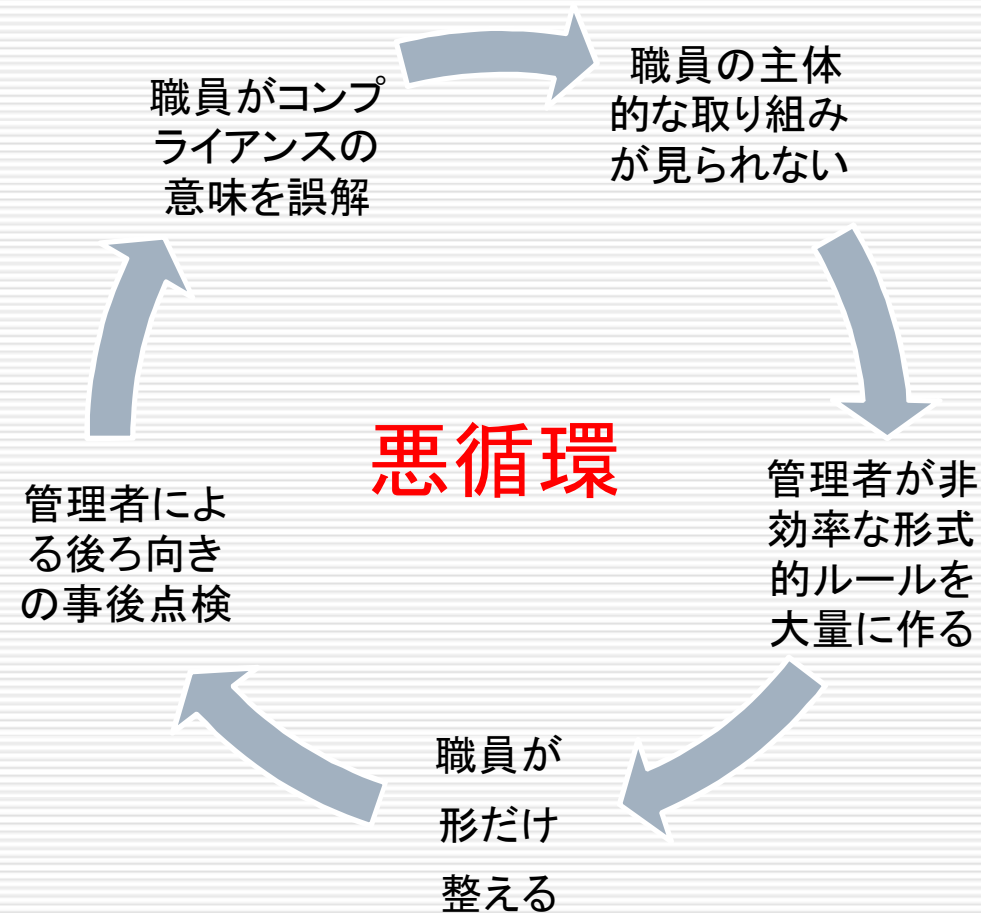 職員がコンプ
ライアンスの
意味を誤解
職員の主体
的な取り組み
が見られない
管理者が非
効率な形式
的ルールを
大量に作る
職員が
形だけ
整える
管理者によ
る後ろ向き
の事後点検
悪循環